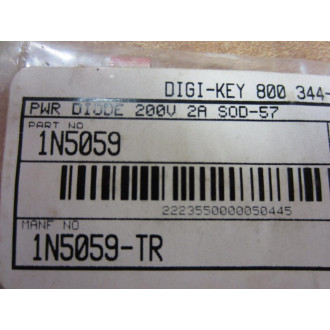 DIGI-KEY 800 344-
PWR DIODE 200V 2A SOD-57
PART NO
1N5059
2223550000050445
MANF NO
1N5059-TR